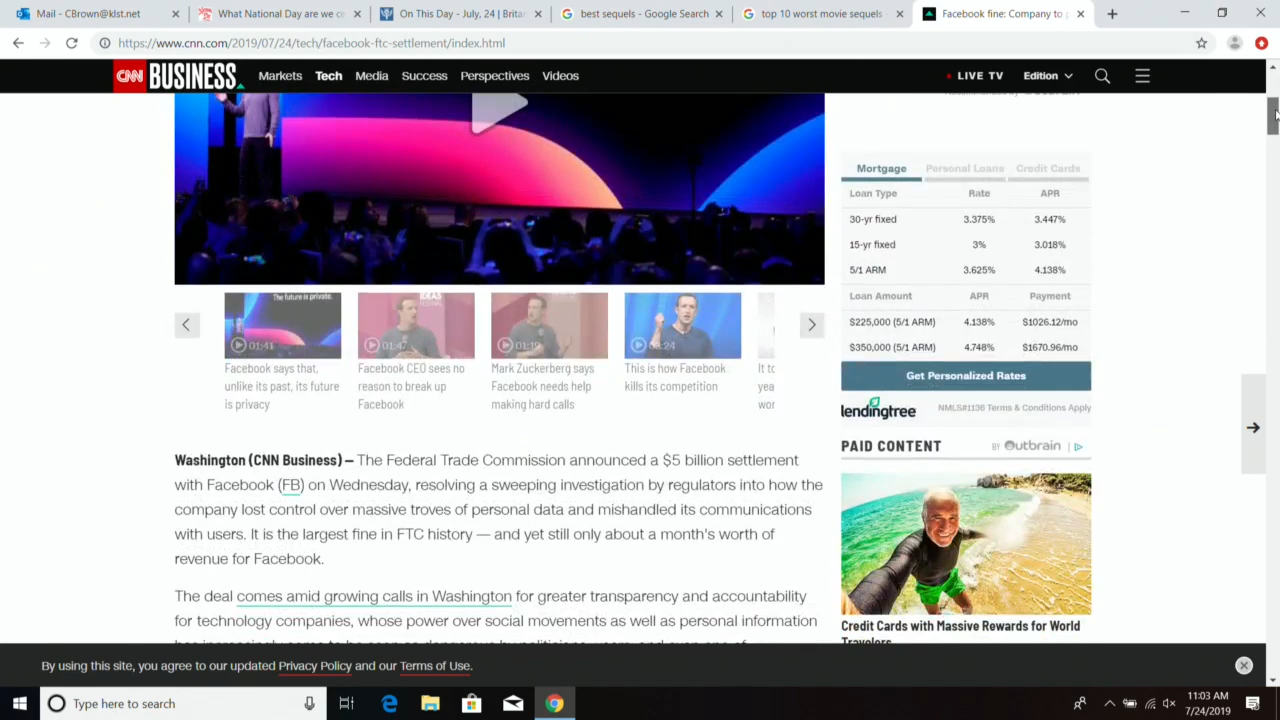 Mail - CBrown@klst.net
What National Day are we ce
On This Day - July, 24 | Britan
best sequels - Google Search
top 10 worst movie sequels
Facebook fine: Company to p
https://www.cnn.com/2019/07/24/tech/facebook-ftc-settlement/index.html
CNN BUSINESS
Markets Tech Media Success Perspectives Videos
LIVE TV Edition
The future is private.
01:41
Facebook says that,
unlike its past, its future
is privacy
IDEAS
01:47
Facebook CEO sees no
reason to break up
Facebook
01:19
Mark Zuckerberg says
Facebook needs help
making hard calls
:24
This is how Facebook
kills its competition
It to
yea
wor
Washington (CNN Business) — The Federal Trade Commission announced a $5 billion settlement
with Facebook (FB) on Wednesday, resolving a sweeping investigation by regulators into how the
company lost control over massive troves of personal data and mishandled its communications
with users. It is the largest fine in FTC history — and yet still only about a month's worth of
revenue for Facebook.
The deal comes amid growing calls in Washington for greater transparency and accountability
for technology companies, whose power over social movements as well as personal information
Mortgage Personal Loans Credit Cards
Loan Type Rate APR
30-yr fixed 3.375% 3.447%
15-yr fixed 3% 3.018%
5/1 ARM 3.625% 4.138%
Loan Amount APR Payment
$225,000 (5/1 ARM) 4.138% $1026.12/mo
$350,000 (5/1 ARM) 4.748% $1670.96/mo
Get Personalized Rates
lendingtree NMLS#1136 Terms & Conditions Apply
PAID CONTENT BY Outbrain
Credit Cards with Massive Rewards for World
Travelers
By using this site, you agree to our updated Privacy Policy and our Terms of Use.
Type here to search
11:03 AM
7/24/2019